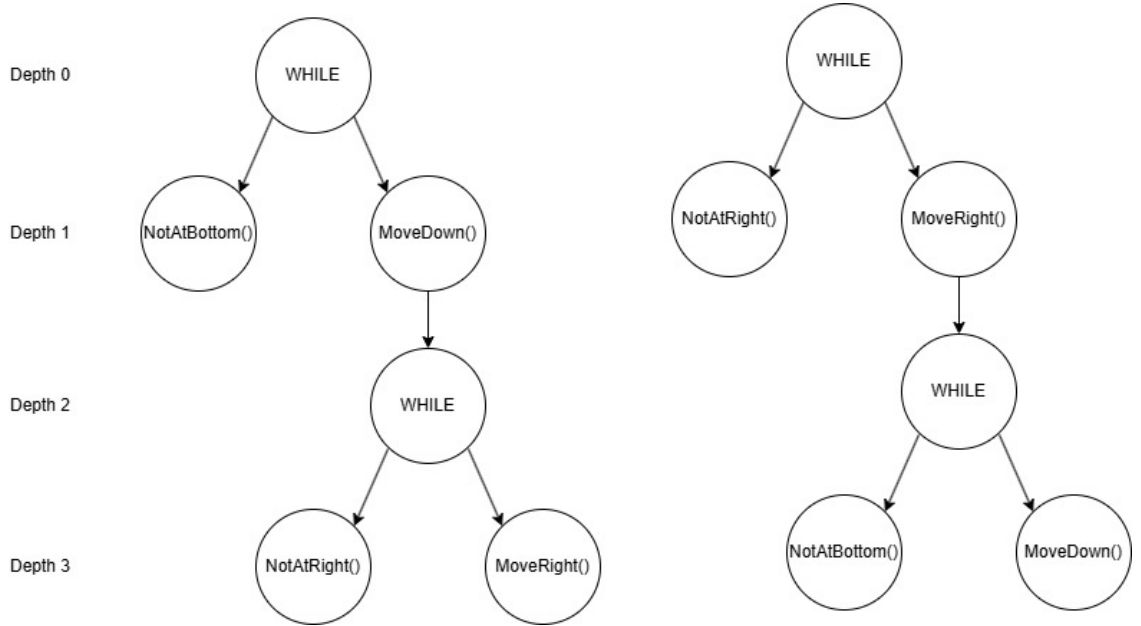 Depth 0
WHILE
WHILE
Depth 1
NotAtBottom()
MoveDown()
NotAtRight()
MoveRight()
Depth 2
WHILE
WHILE
Depth 3
NotAtRight()
MoveRight()
NotAtBottom()
MoveDown()